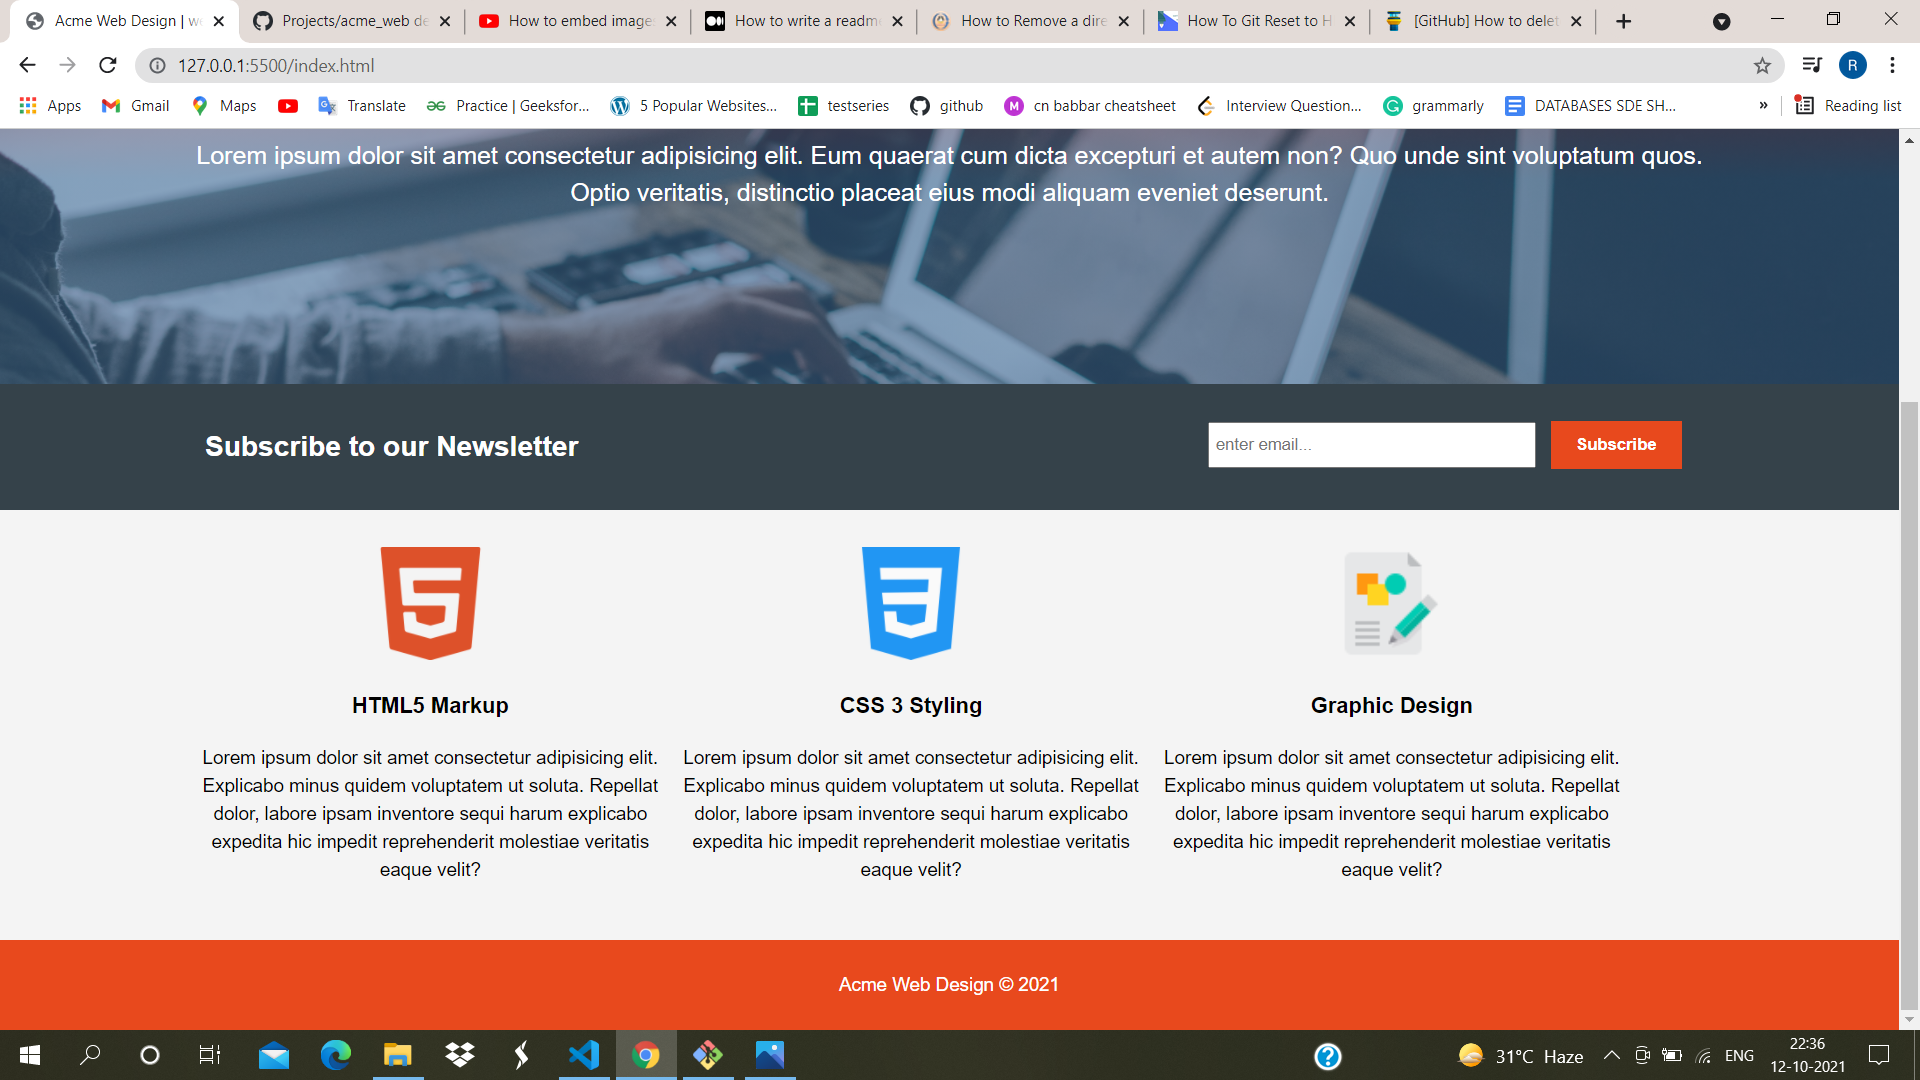 Acme Web Design | we
Projects/acme_web de
How to embed image
How to write a readme
How to Remove a dire
How To Git Reset to H
[GitHub] How to delet
127.0.0.1:5500/index.html
R
Apps
Gmail
Maps
Translate
Practice | Geeksfor...
5 Popular Websites...
testseries
github
M
cn babbar cheatsheet
Interview Question...
grammarly
DATABASES SDE SH...
»
Reading list
Lorem ipsum dolor sit amet consectetur adipisicing elit. Eum quaerat cum dicta excepturi et autem non? Quo unde sint voluptatum quos.
Optio veritatis, distinctio placeat eius modi aliquam eveniet deserunt.
Subscribe to our Newsletter
enter email...
Subscribe
HTML5 Markup
Lorem ipsum dolor sit amet consectetur adipisicing elit.
Explicabo minus quidem voluptatem ut soluta. Repellat
dolor, labore ipsam inventore sequi harum explicabo
expedita hic impedit reprehenderit molestiae veritatis
eaque velit?
CSS 3 Styling
Lorem ipsum dolor sit amet consectetur adipisicing elit.
Explicabo minus quidem voluptatem ut soluta. Repellat
dolor, labore ipsam inventore sequi harum explicabo
expedita hic impedit reprehenderit molestiae veritatis
eaque velit?
Graphic Design
Lorem ipsum dolor sit amet consectetur adipisicing elit.
Explicabo minus quidem voluptatem ut soluta. Repellat
dolor, labore ipsam inventore sequi harum explicabo
expedita hic impedit reprehenderit molestiae veritatis
eaque velit?
Acme Web Design © 2021
31°C Haze
ENG
22:36
12-10-2021